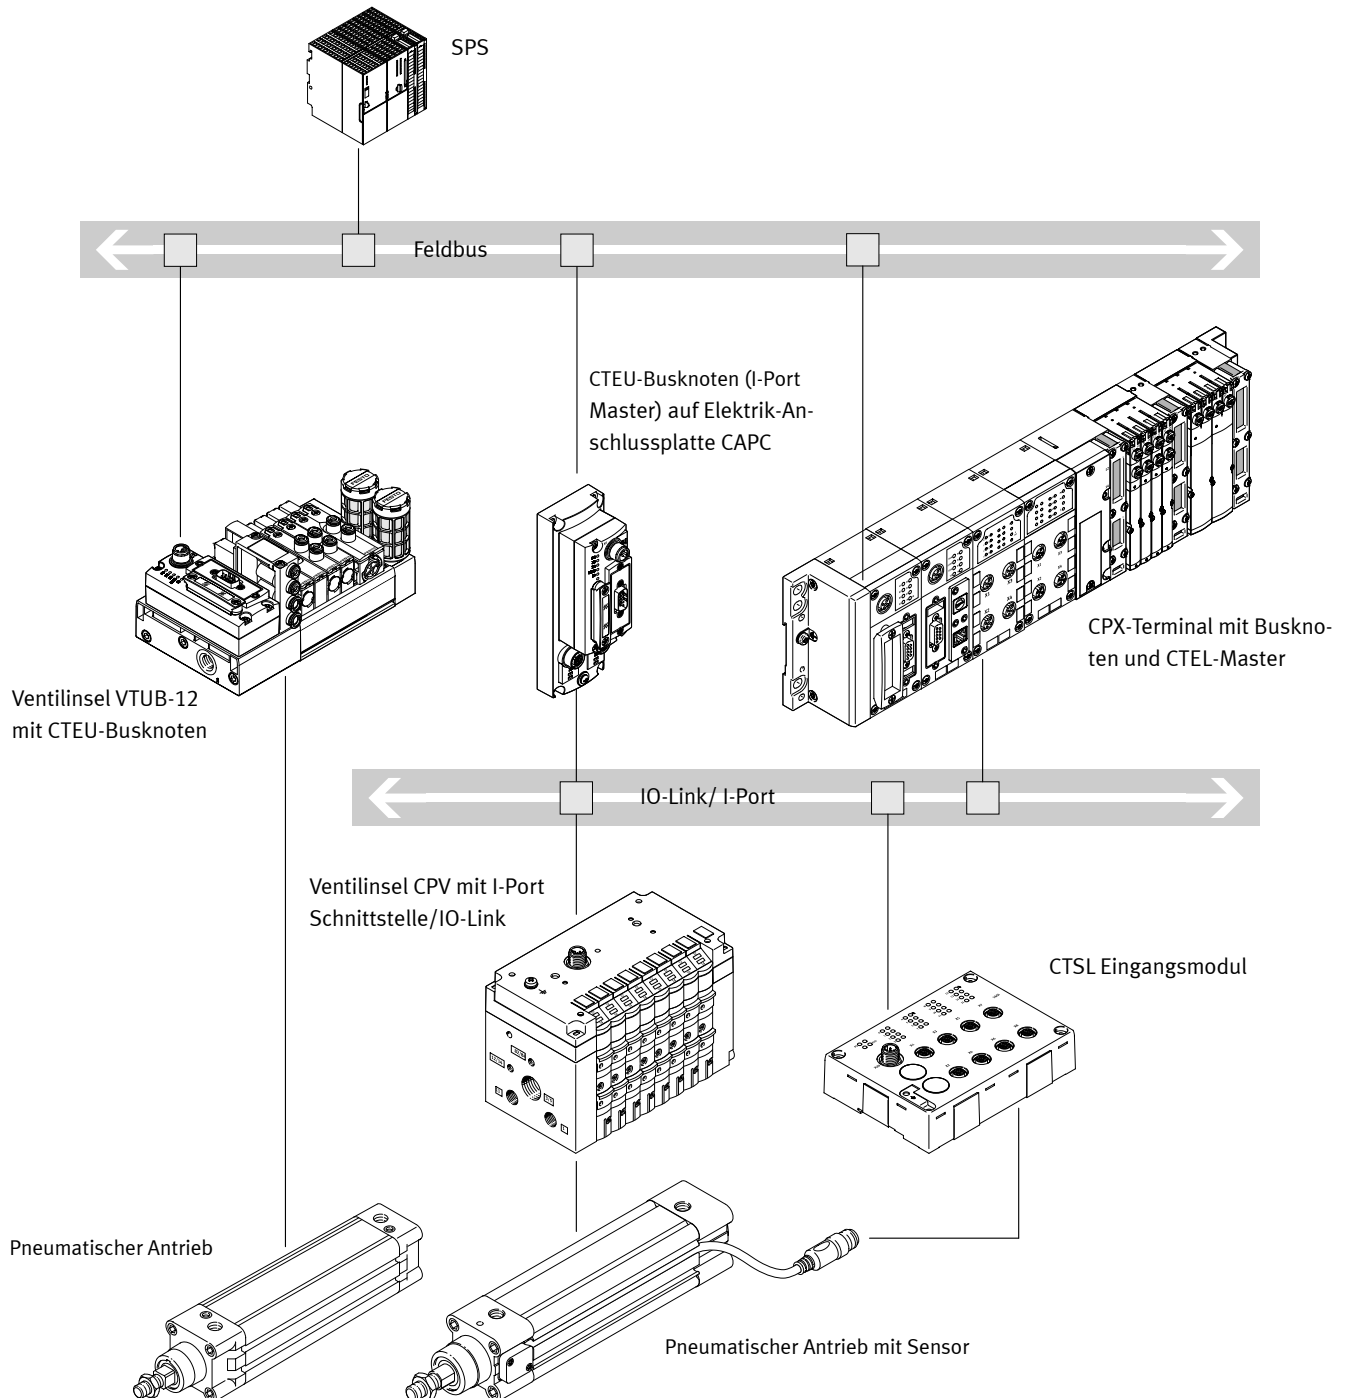 SPS
Feldbus
CTEU-Busknoten (I-Port
Master) auf Elektrik-An-
schlussplatte CAPC
CPX-Terminal mit Buskno-
ten und CTEL-Master
Ventilinsel VTUB-12
mit CTEU-Busknoten
IO-Link/ I-Port
Ventilinsel CPV mit I-Port
Schnittstelle/IO-Link
CTSL Eingangsmodul
Pneumatischer Antrieb
Pneumatischer Antrieb mit Sensor